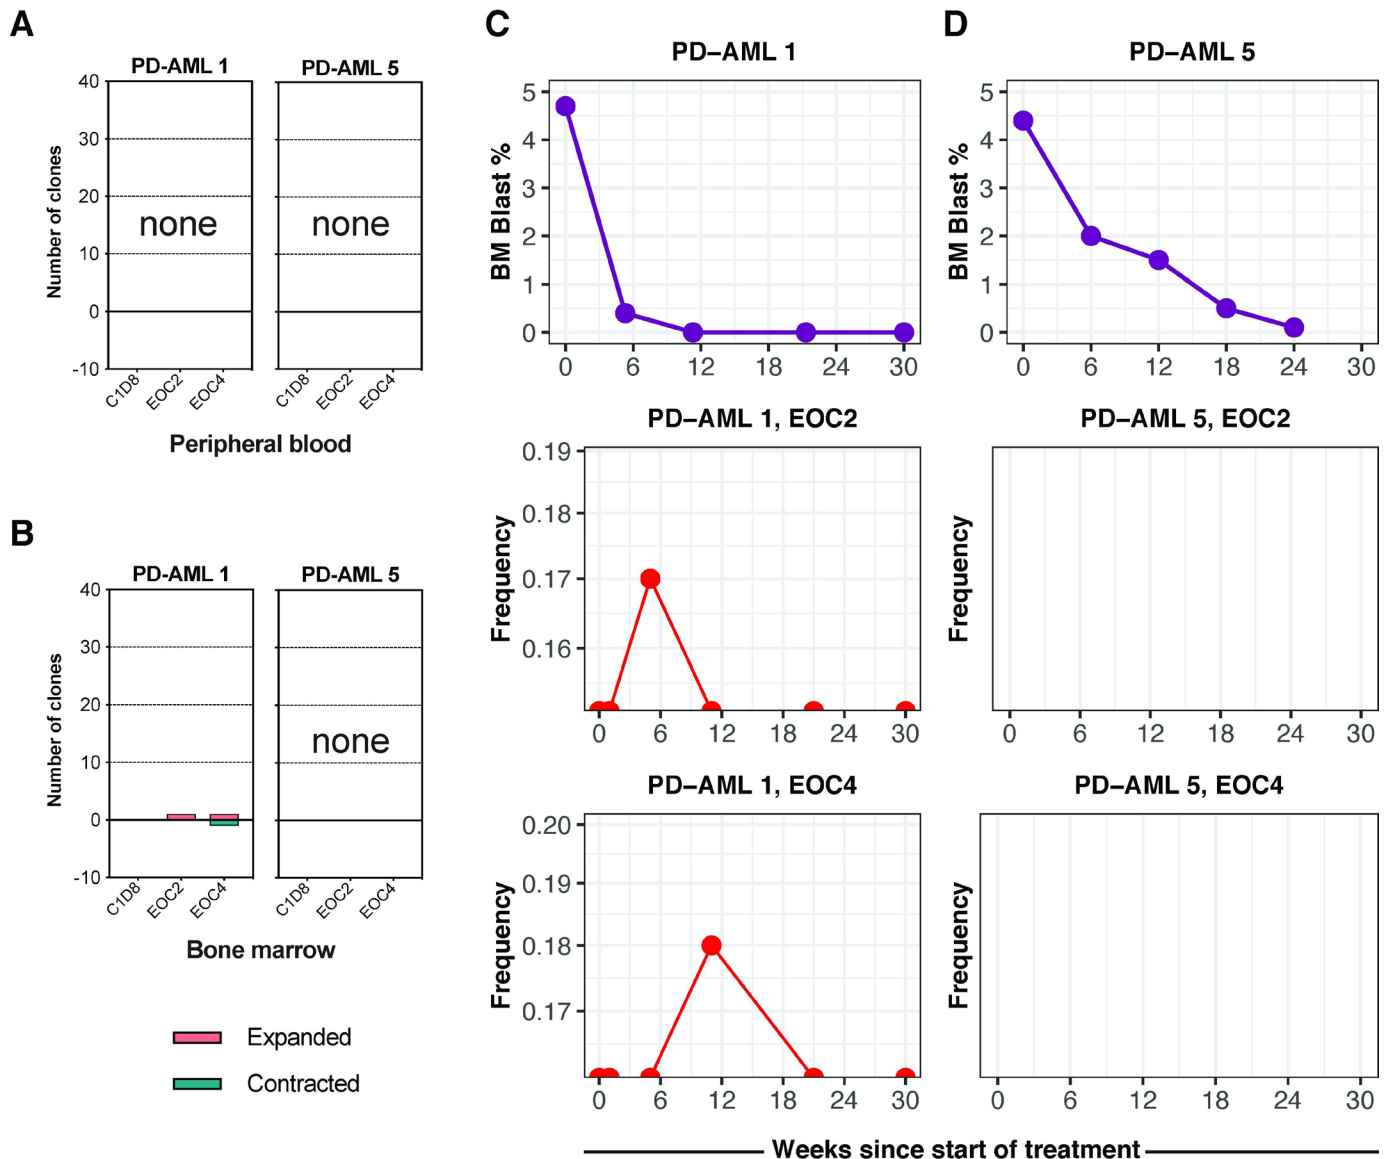 A
PD-AML 1
PD-AML 5
Number of clones
40
30
20
10
0
-10
none
none
C1D8
EOC2
EOC4
C1D8
EOC2
EOC4
Peripheral blood
B
PD-AML 1
PD-AML 5
Number of clones
40
30
20
10
0
-10
none
C1D8
EOC2
EOC4
C1D8
EOC2
EOC4
Bone marrow
Expanded
Contracted
C
PD–AML 1
BM Blast %
5
4
3
2
1
0
0 6 12 18 24 30
PD–AML 1, EOC2
Frequency
0.19
0.18
0.17
0.16
0 6 12 18 24 30
PD–AML 1, EOC4
Frequency
0.20
0.19
0.18
0.17
0 6 12 18 24 30
D
PD–AML 5
BM Blast %
5
4
3
2
1
0
0 6 12 18 24 30
PD–AML 5, EOC2
Frequency
0 6 12 18 24 30
PD–AML 5, EOC4
Frequency
0 6 12 18 24 30
Weeks since start of treatment